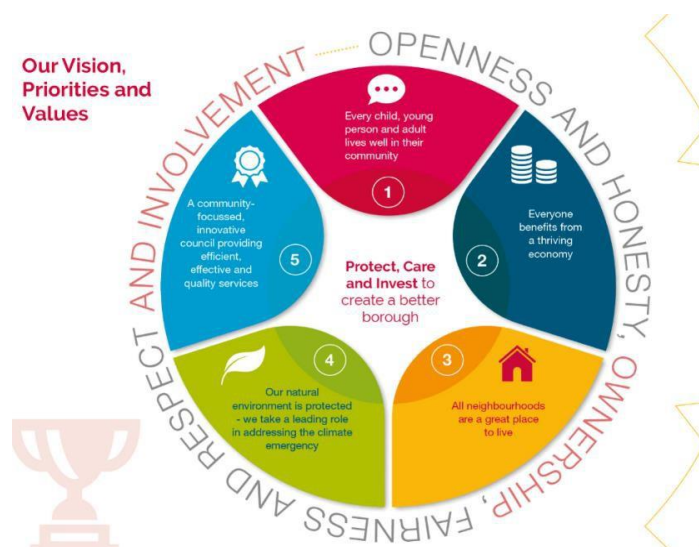 Our Vision,
Priorities and
Values
OPENNESS AND HONESTY, OWNERSHIP, FAIRNESS AND RESPECT AND INVOLVEMENT
Every child, young
person and adult
lives well in their
community
1
Everyone
benefits from
a thriving
economy
2
All neighbourhoods
are a great place
to live
3
Our natural
environment is protected
- we take a leading role
in addressing the climate
emergency
4
A community-
focussed,
innovative
council providing
efficient,
effective and
quality services
5
Protect, Care
and Invest to
create a better
borough